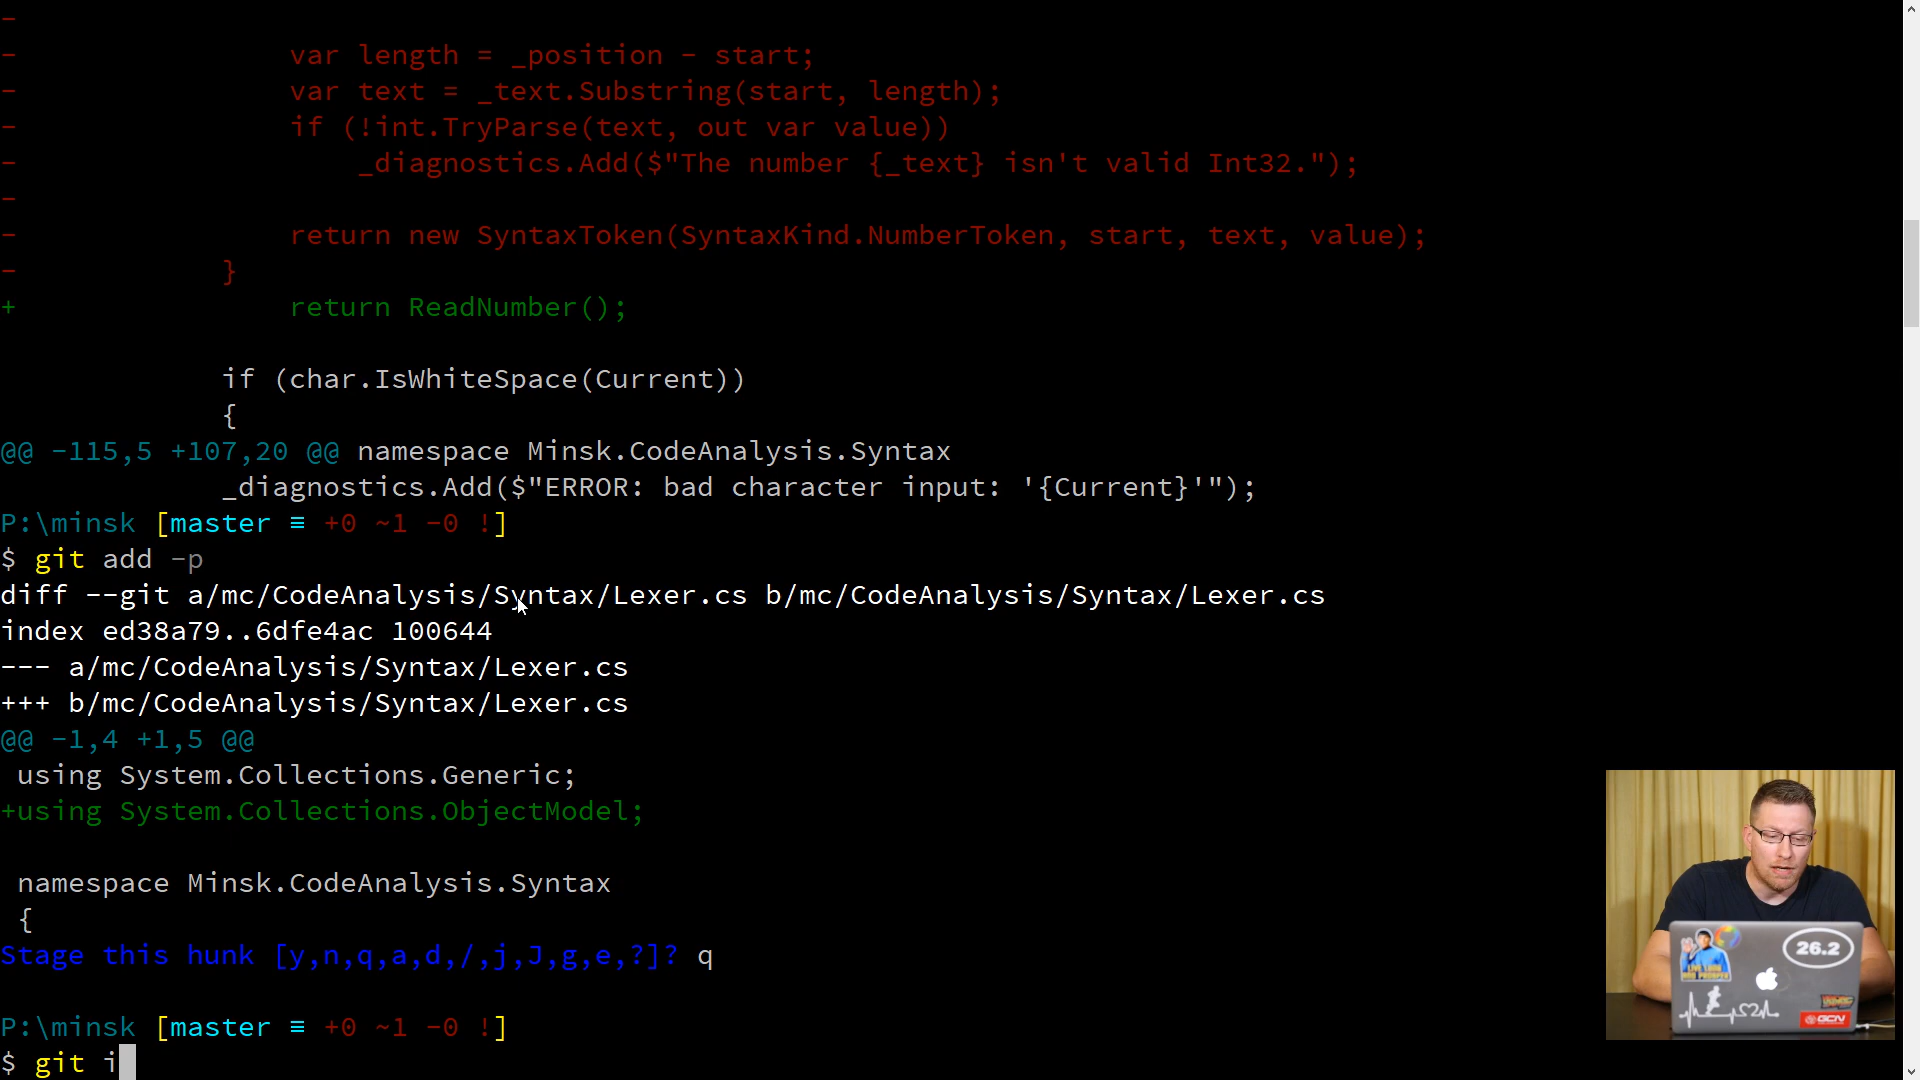 -
- var length = _position - start;
- var text = _text.Substring(start, length);
- if (!int.TryParse(text, out var value))
- _diagnostics.Add($"The number {_text} isn't valid Int32.");
-
- return new SyntaxToken(SyntaxKind.NumberToken, start, text, value);
- }
+ return ReadNumber();
if (char.IsWhiteSpace(Current))
{
@@ -115,5 +107,20 @@ namespace Minsk.CodeAnalysis.Syntax
_diagnostics.Add($"ERROR: bad character input: '{Current}'");
P:\minsk [master ≡ +0 ~1 -0 !]
$ git add -p
diff --git a/mc/CodeAnalysis/Syntax/Lexer.cs b/mc/CodeAnalysis/Syntax/Lexer.cs
index ed38a79..6dfe4ac 100644
--- a/mc/CodeAnalysis/Syntax/Lexer.cs
+++ b/mc/CodeAnalysis/Syntax/Lexer.cs
@@ -1,4 +1,5 @@
using System.Collections.Generic;
+using System.Collections.ObjectModel;
namespace Minsk.CodeAnalysis.Syntax
{
Stage this hunk [y,n,q,a,d,/,j,J,g,e,?]? q
P:\minsk [master ≡ +0 ~1 -0 !]
$ git i
26.2
LIVE LONG
AND PROSPER
GCN